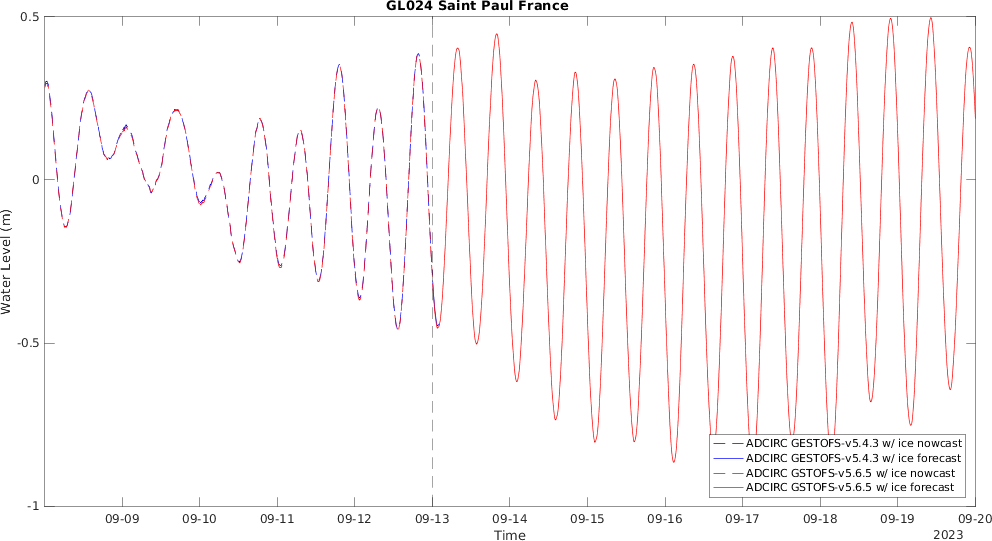 GL024 Saint Paul France
0.5
0
-0.5
-1
Water Level (m)
ADCIRC GESTOFS-v5.4.3 w/ ice nowcast
ADCIRC GESTOFS-v5.4.3 w/ ice forecast
ADCIRC GSTOFS-v5.6.5 w/ ice nowcast
ADCIRC GSTOFS-v5.6.5 w/ ice forecast
09-09 09-10 09-11 09-12 09-13 09-14 09-15 09-16 09-17 09-18 09-19 09-20
Time
2023